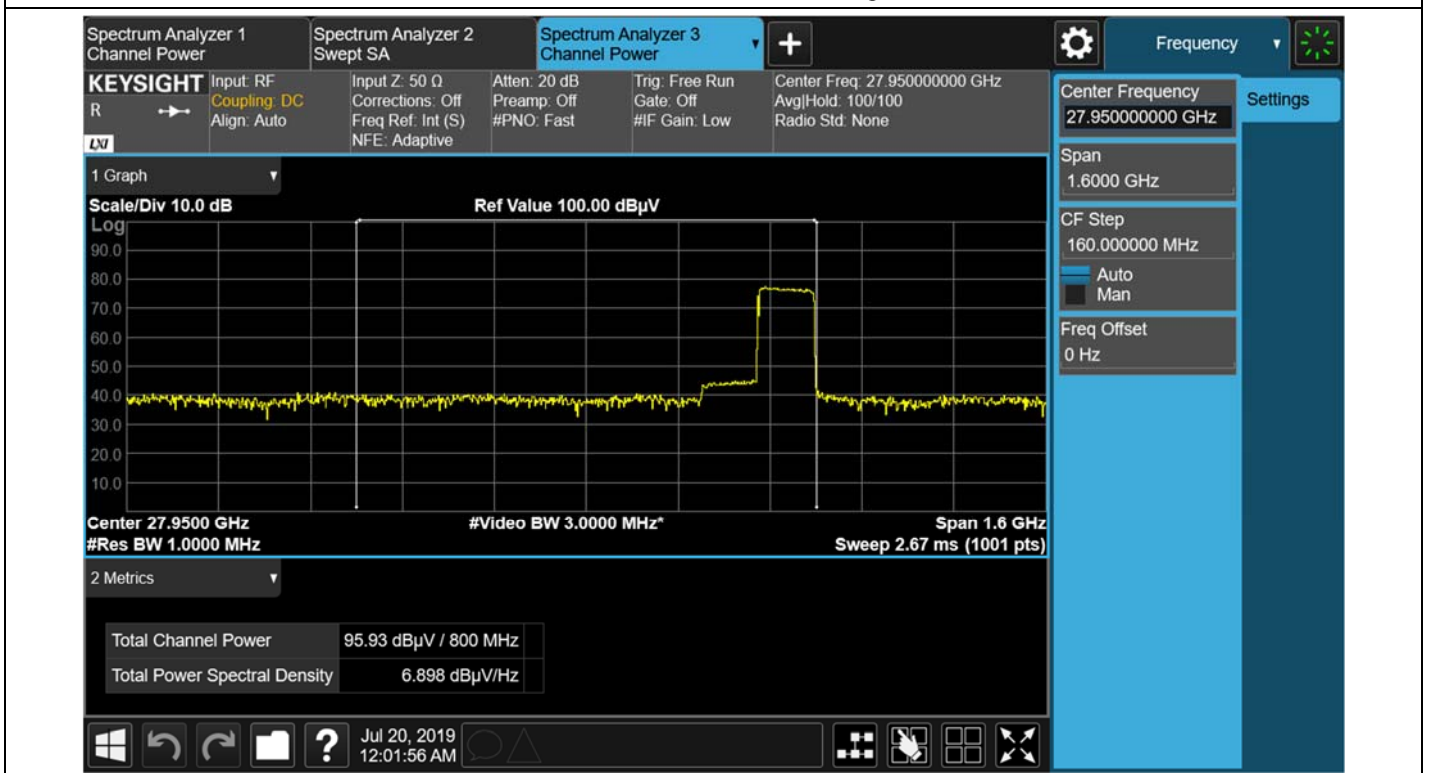 Spectrum Analyzer 1
Channel Power
Spectrum Analyzer 2
Swept SA
Spectrum Analyzer 3
Channel Power
Frequency
KEYSIGHT
R
LXI
Input: RF
Coupling: DC
Align: Auto
Input Z: 50 Ω
Corrections: Off
Freq Ref: Int (S)
NFE: Adaptive
Atten: 20 dB
Preamp: Off
#PNO: Fast
Trig: Free Run
Gate: Off
#IF Gain: Low
Center Freq: 27.950000000 GHz
Avg|Hold: 100/100
Radio Std: None
Center Frequency
27.950000000 GHz
Settings
Span
1.6000 GHz
CF Step
160.000000 MHz
Auto
Man
Freq Offset
0 Hz
1 Graph
Scale/Div 10.0 dB
Ref Value 100.00 dBµV
Log
90.0
80.0
70.0
60.0
50.0
40.0
30.0
20.0
10.0
Center 27.9500 GHz
#Video BW 3.0000 MHz*
Span 1.6 GHz
#Res BW 1.0000 MHz
Sweep 2.67 ms (1001 pts)
2 Metrics
Total Channel Power 95.93 dBµV / 800 MHz
Total Power Spectral Density 6.898 dBµV/Hz
?
Jul 20, 2019
12:01:56 AM